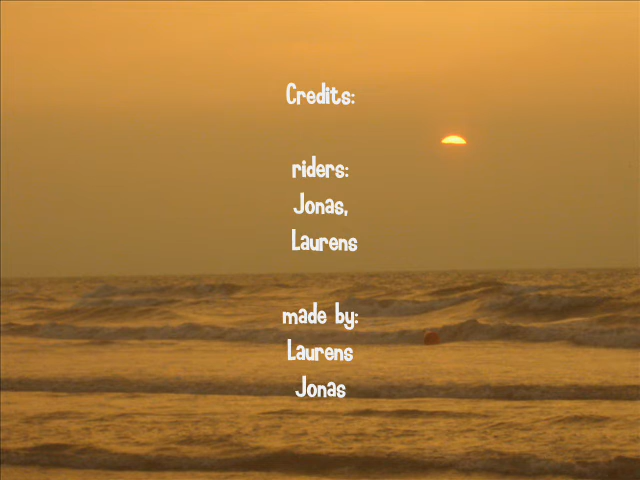 Credits:
riders:
Jonas,
Laurens
made by:
Laurens
Jonas